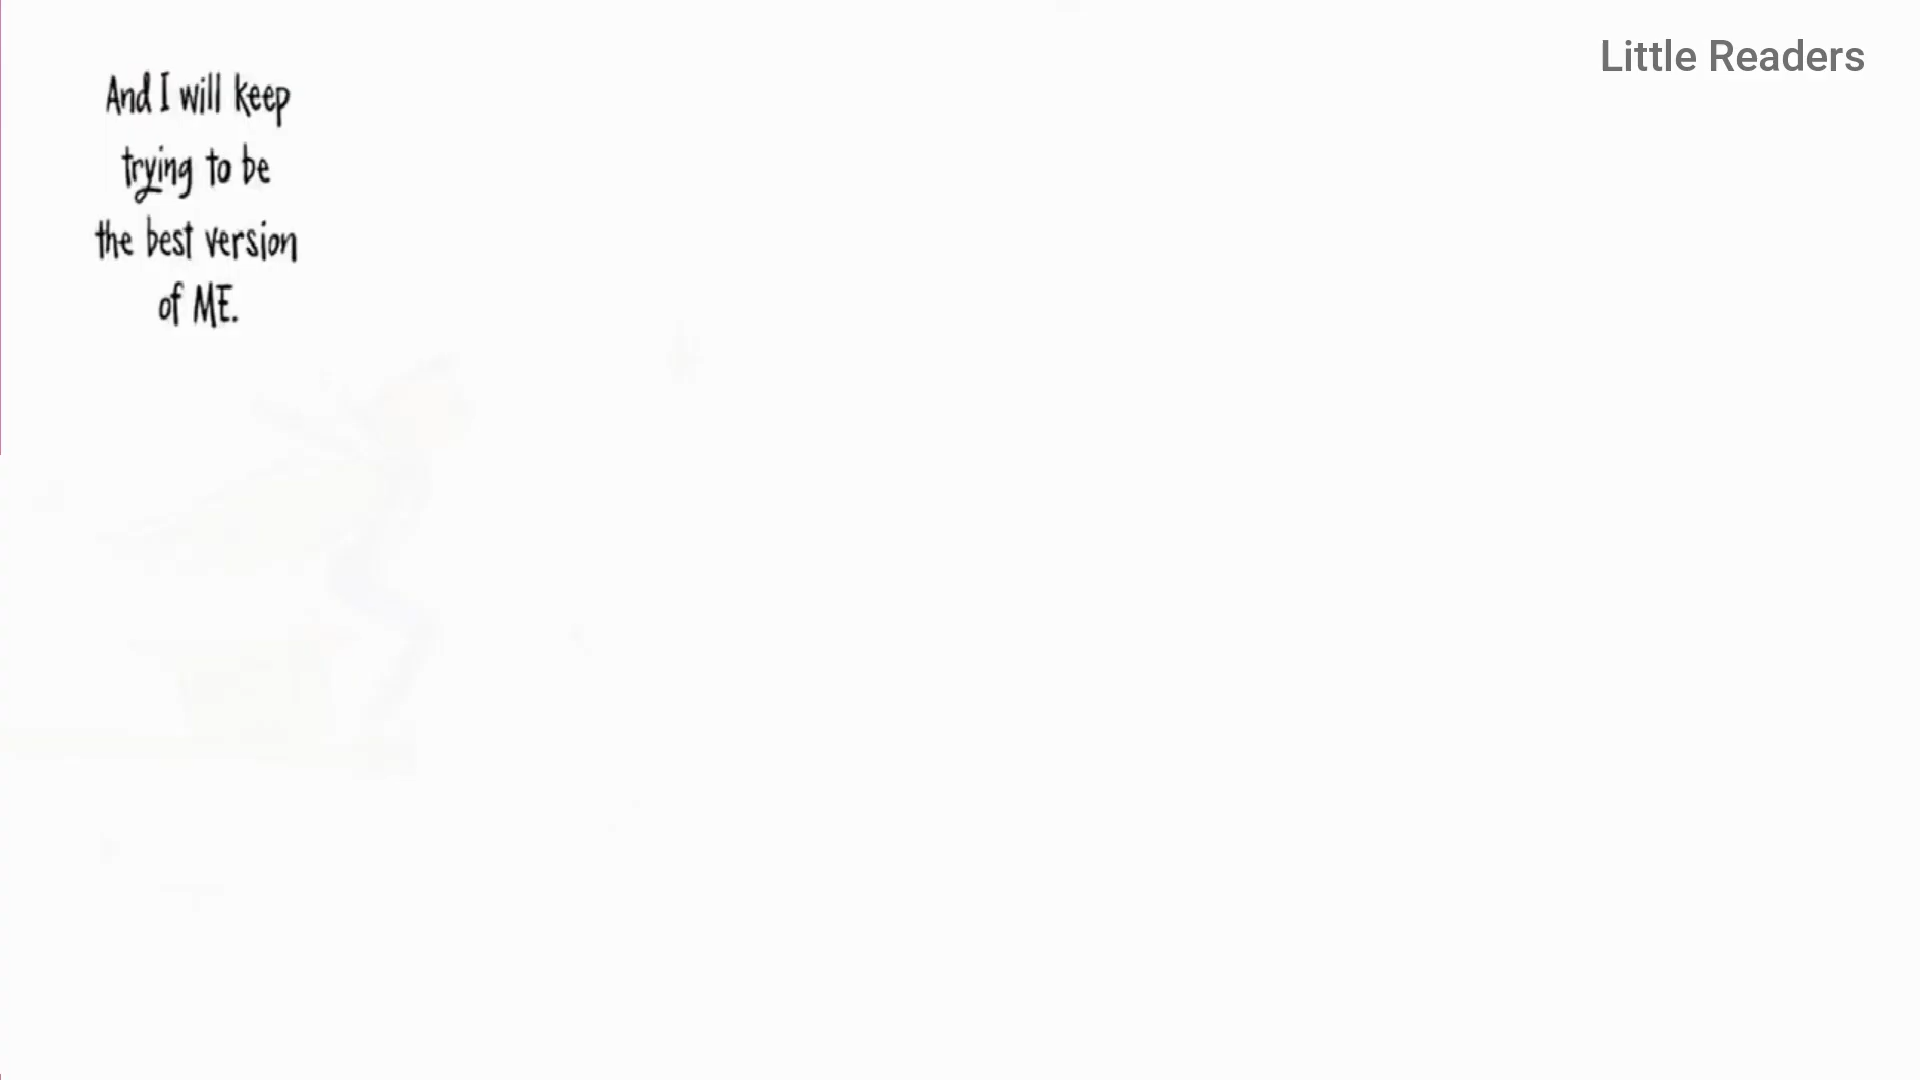 Little Readers
And I will keep
trying to be
the best version
of ME.